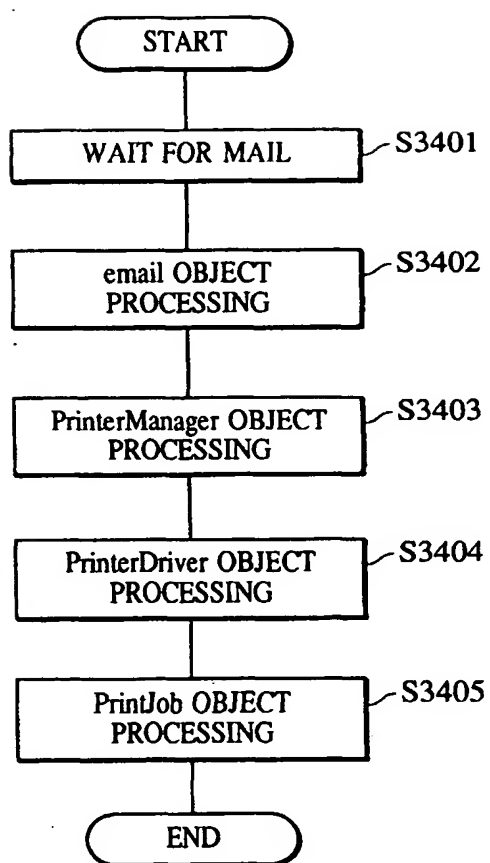 START
WAIT FOR MAIL
S3401
email OBJECT
PROCESSING
S3402
PrinterManager OBJECT
PROCESSING
S3403
PrinterDriver OBJECT
PROCESSING
S3404
PrintJob OBJECT
PROCESSING
S3405
END